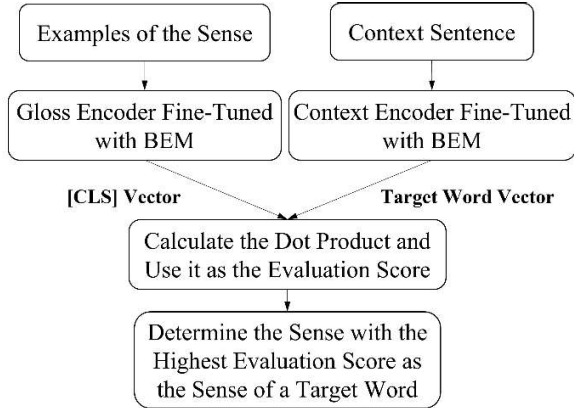 Examples of the Sense
Context Sentence
Gloss Encoder Fine-Tuned
with BEM
Context Encoder Fine-Tuned
with BEM
[CLS] Vector
Target Word Vector
Calculate the Dot Product and
Use it as the Evaluation Score
Determine the Sense with the
Highest Evaluation Score as
the Sense of a Target Word